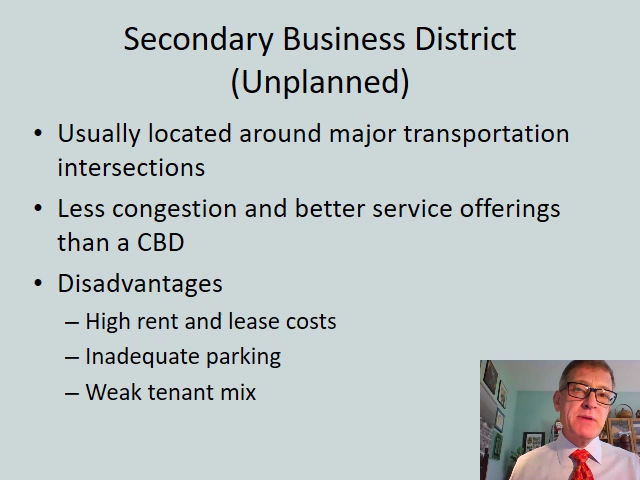 Secondary Business District
(Unplanned)
• Usually located around major transportation
intersections
• Less congestion and better service offerings
than a CBD
• Disadvantages
– High rent and lease costs
– Inadequate parking
– Weak tenant mix